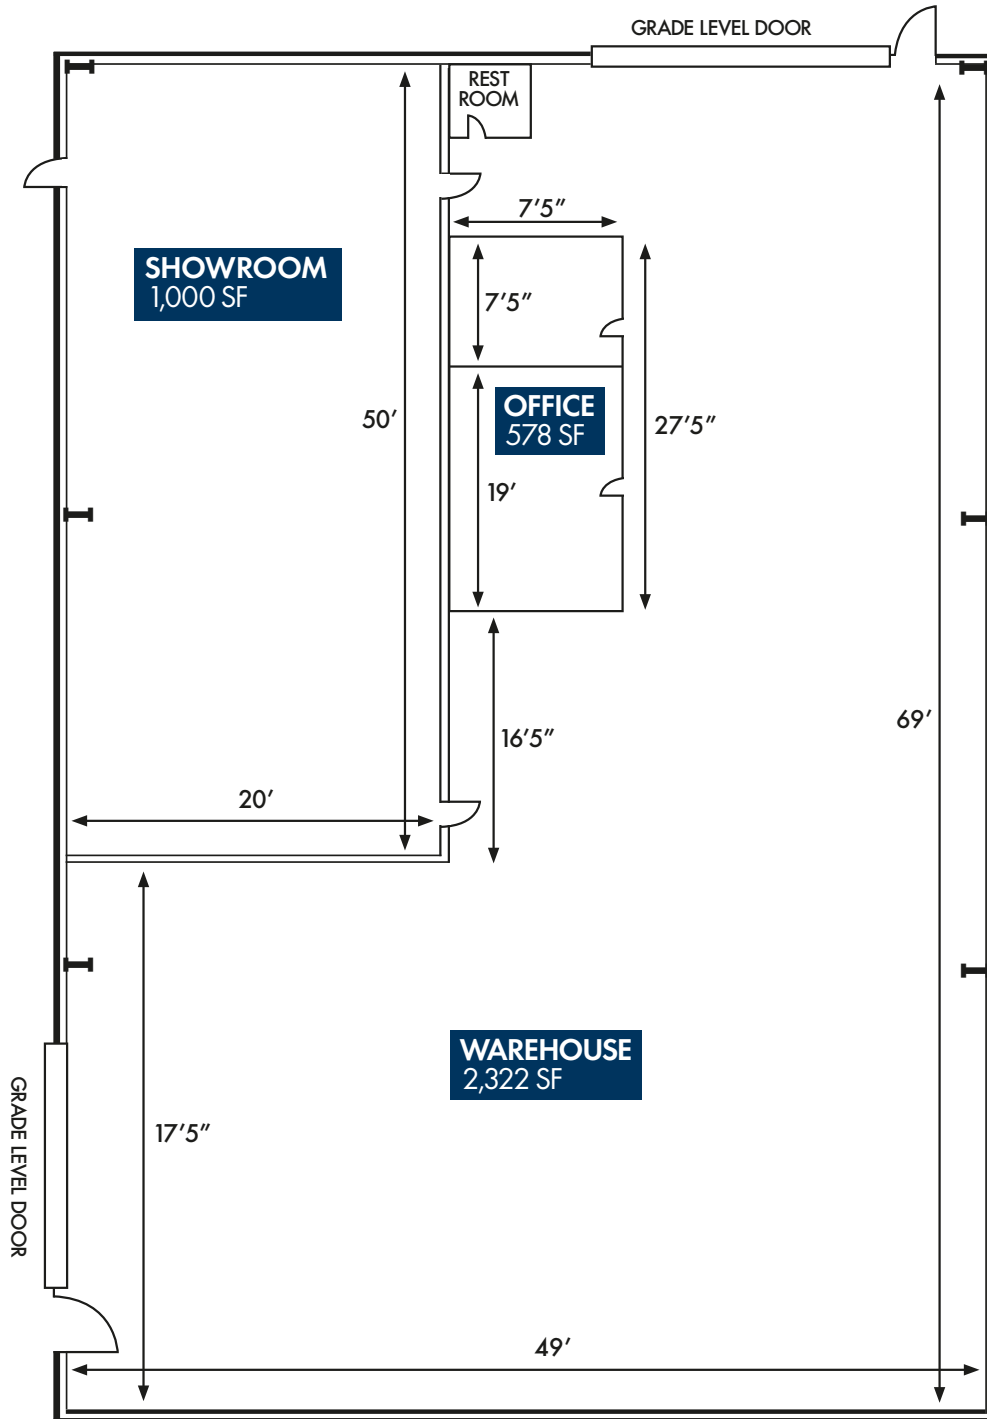 GRADE LEVEL DOOR
REST
ROOM
7’5”
SHOWROOM
1,000 SF
7’5”
50’
OFFICE
578 SF
27’5”
19’
69’
16’5”
20’
WAREHOUSE
2,322 SF
GRADE LEVEL DOOR
17’5”
49’